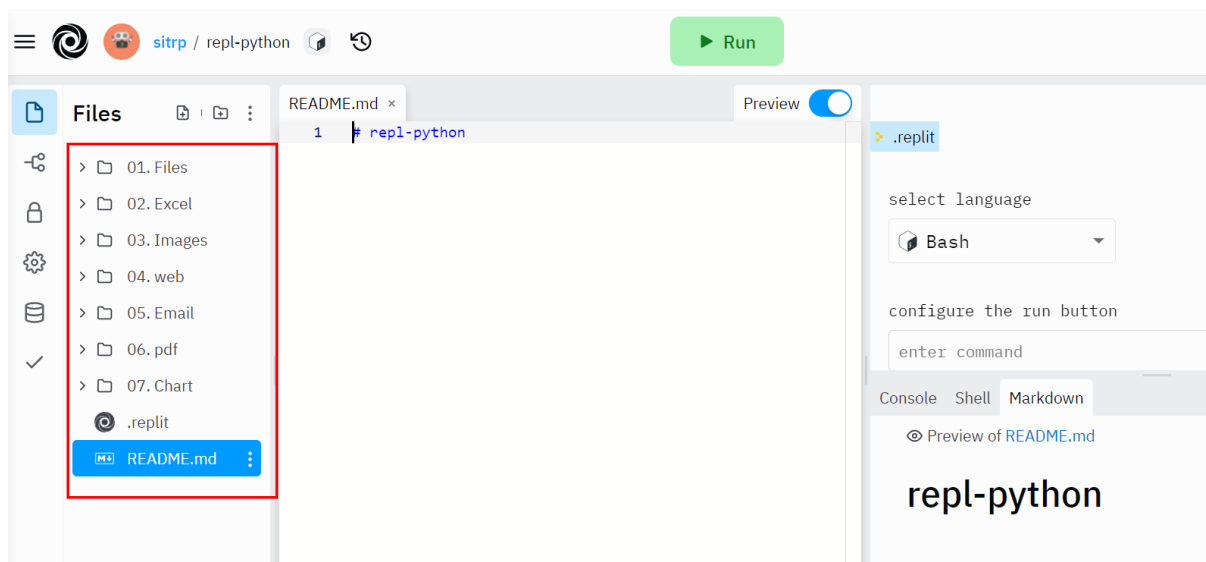 sitrp / repl-python
Run
Files
01. Files
02. Excel
03. Images
04. web
05. Email
06. pdf
07. Chart
.replit
M↓ README.md
README.md ×
Preview
1 # repl-python
.replit
select language
Bash
configure the run button
enter command
Console Shell Markdown
Preview of README.md
repl-python